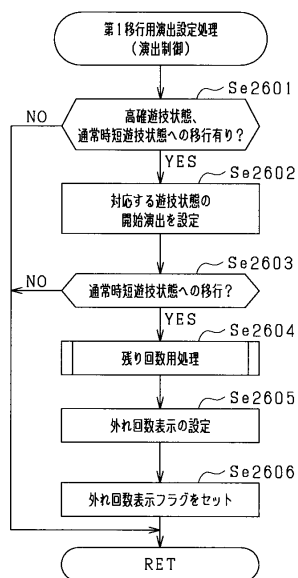 第1移行用演出設定処理
(演出制御)
Se2601
NO
高確遊技状態、
通常時短遊技状態への移行有り?
YES
Se2602
対応する遊技状態の
開始演出を設定
Se2603
NO
通常時短遊技状態への移行?
YES
Se2604
残り回数用処理
Se2605
外れ回数表示の設定
Se2606
外れ回数表示フラグをセット
RET